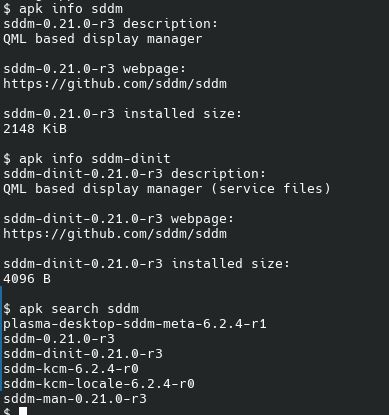 $ apk info sddm
sddm-0.21.0-r3 description:
QML based display manager
sddm-0.21.0-r3 webpage:
https://github.com/sddm/sddm
sddm-0.21.0-r3 installed size:
2148 KiB
$ apk info sddm-dinit
sddm-dinit-0.21.0-r3 description:
QML based display manager (service files)
sddm-dinit-0.21.0-r3 webpage:
https://github.com/sddm/sddm
sddm-dinit-0.21.0-r3 installed size:
4096 B
$ apk search sddm
plasma-desktop-sddm-meta-6.2.4-r1
sddm-0.21.0-r3
sddm-dinit-0.21.0-r3
sddm-kcm-6.2.4-r0
sddm-kcm-locale-6.2.4-r0
sddm-man-0.21.0-r3
$